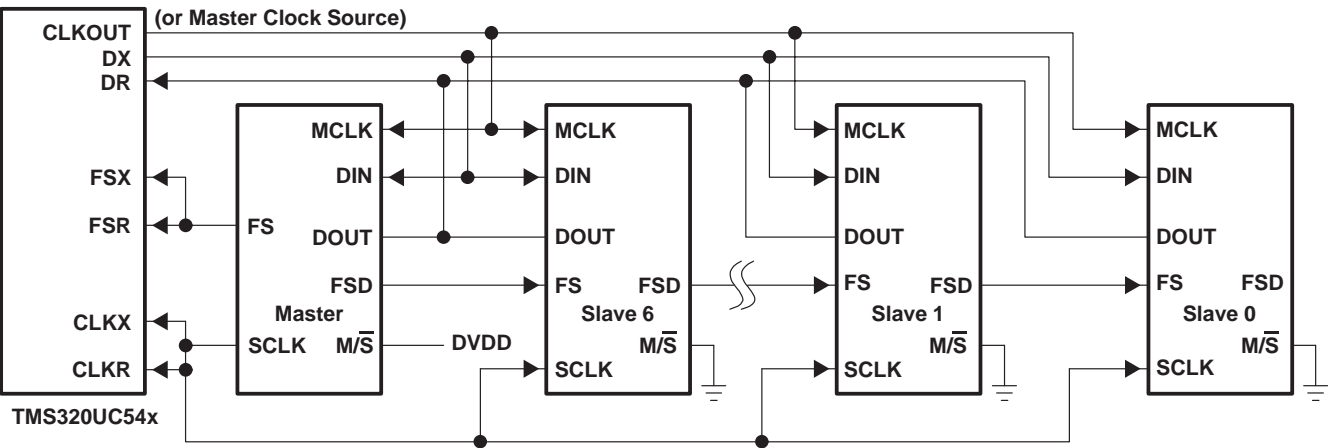 (or Master Clock Source)
CLKOUT
DX
DR
FSX
FSR
CLKX
CLKR
TMS320UC54x
MCLK
DIN
FS
DOUT
FSD
Master
SCLK M/S̅
DVDD
MCLK
DIN
DOUT
FS FSD
Slave 6
M/S̅
SCLK
MCLK
DIN
DOUT
FS FSD
Slave 1
M/S̅
SCLK
MCLK
DIN
DOUT
FS FSD
Slave 0
M/S̅
SCLK